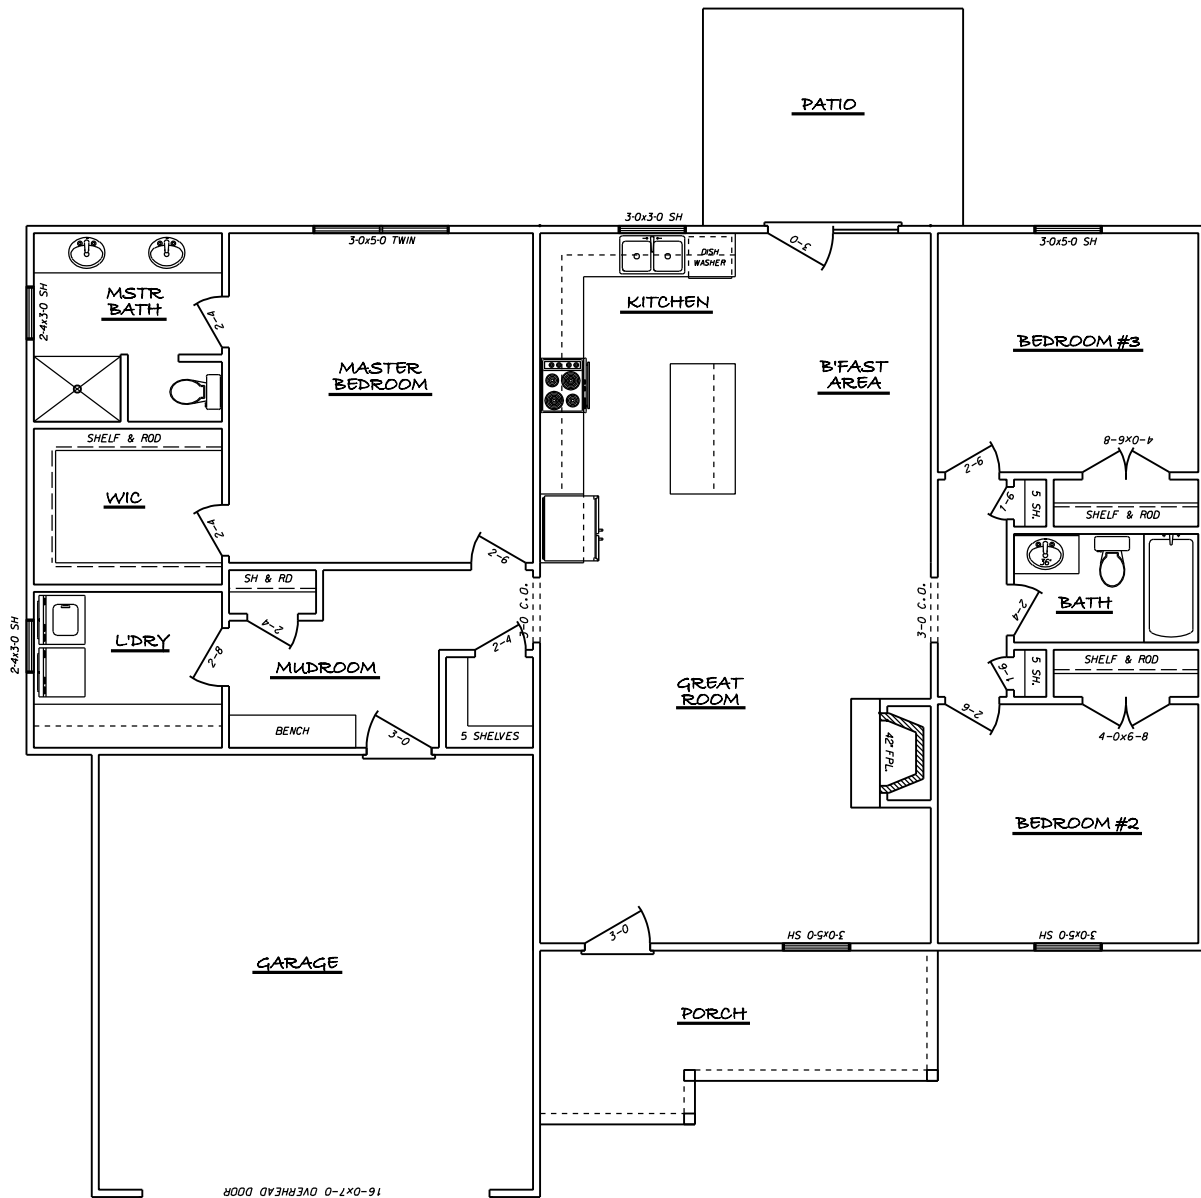 PATIO
3-0x3-0 SH
3-0
3-0x5-0 TWIN
3-0x5-0 SH
DISH
WASHER
2-4x3-0 SH
MSTR
BATH
2-4
KITCHEN
BEDROOM #3
MASTER
BEDROOM
B'FAST
AREA
SHELF & ROD
4-0x6-8
WIC
2-4
2-6
1-6
5 SH.
SHELF & ROD
2-6
36"
SH & RD
3-0 C.O.
3-0 C.O.
2-4
BATH
2-4x3-0 SH
L'DRY
2-8
2-4
2-4
MUDROOM
SHELF & ROD
1-6
5 SH.
GREAT
ROOM
2-6
BENCH
3-0
5 SHELVES
42" FPL.
4-0x6-8
BEDROOM #2
3-0
3-0x5-0 SH
3-0x5-0 SH
GARAGE
PORCH
16-0x7-0 OVERHEAD DOOR